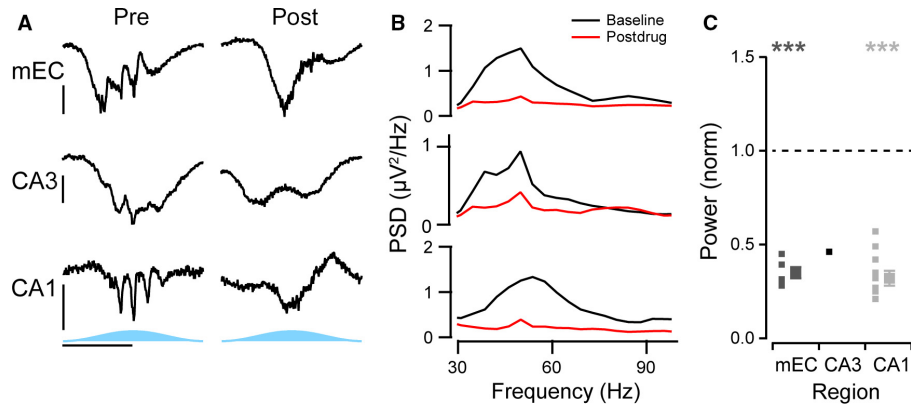 A
Pre
Post
mEC
CA3
CA1
B
Baseline
Postdrug
2
1
0
1
0
2
1
0
PSD (µV²/Hz)
30
60
90
Frequency (Hz)
C
***
***
1.5
1.0
0.5
0.0
Power (norm)
mEC
CA3
CA1
Region